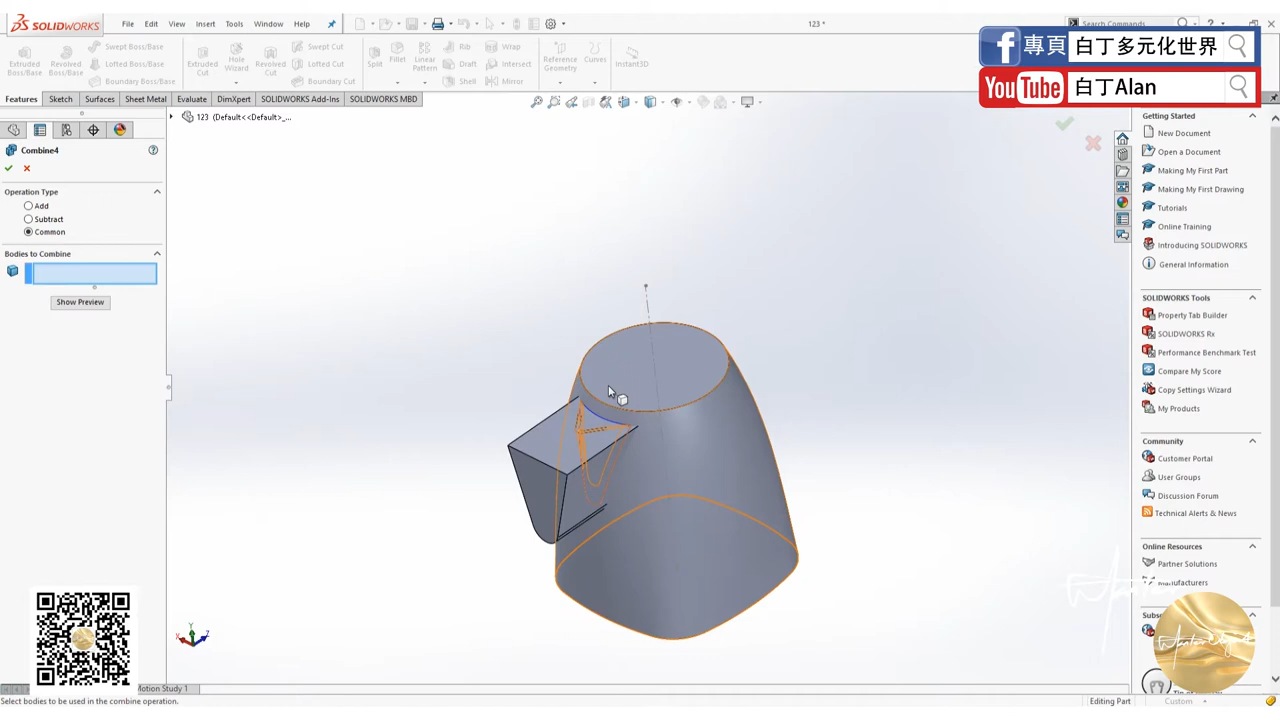 SOLIDWORKS
File Edit View Insert Tools Window Help
123 *
Search Commands
Extruded Boss/Base
Revolved Boss/Base
Swept Boss/Base
Lofted Boss/Base
Boundary Boss/Base
Extruded Cut
Hole Wizard
Revolved Cut
Swept Cut
Lofted Cut
Boundary Cut
Split
Fillet
Linear Pattern
Rib
Draft
Shell
Wrap
Intersect
Mirror
Reference Geometry
Curves
Instant3D
f 專頁 白丁多元化世界
YouTube 白丁Alan
Features Sketch Surfaces Sheet Metal Evaluate DimXpert SOLIDWORKS Add-Ins SOLIDWORKS MBD
123 (Default<<Default>_...
Combine4
Operation Type
Add
Subtract
Common
Bodies to Combine
Show Preview
Getting Started
New Document
Open a Document
Making My First Part
Making My First Drawing
Tutorials
Online Training
Introducing SOLIDWORKS
General Information
SOLIDWORKS Tools
Property Tab Builder
SOLIDWORKS Rx
Performance Benchmark Test
Compare My Score
Copy Settings Wizard
My Products
Community
Customer Portal
User Groups
Discussion Forum
Technical Alerts & News
Online Resources
Partner Solutions
Manufacturers
Y
X
Z
Motion Study 1
Select bodies to be used in the combine operation.
Editing Part
Custom